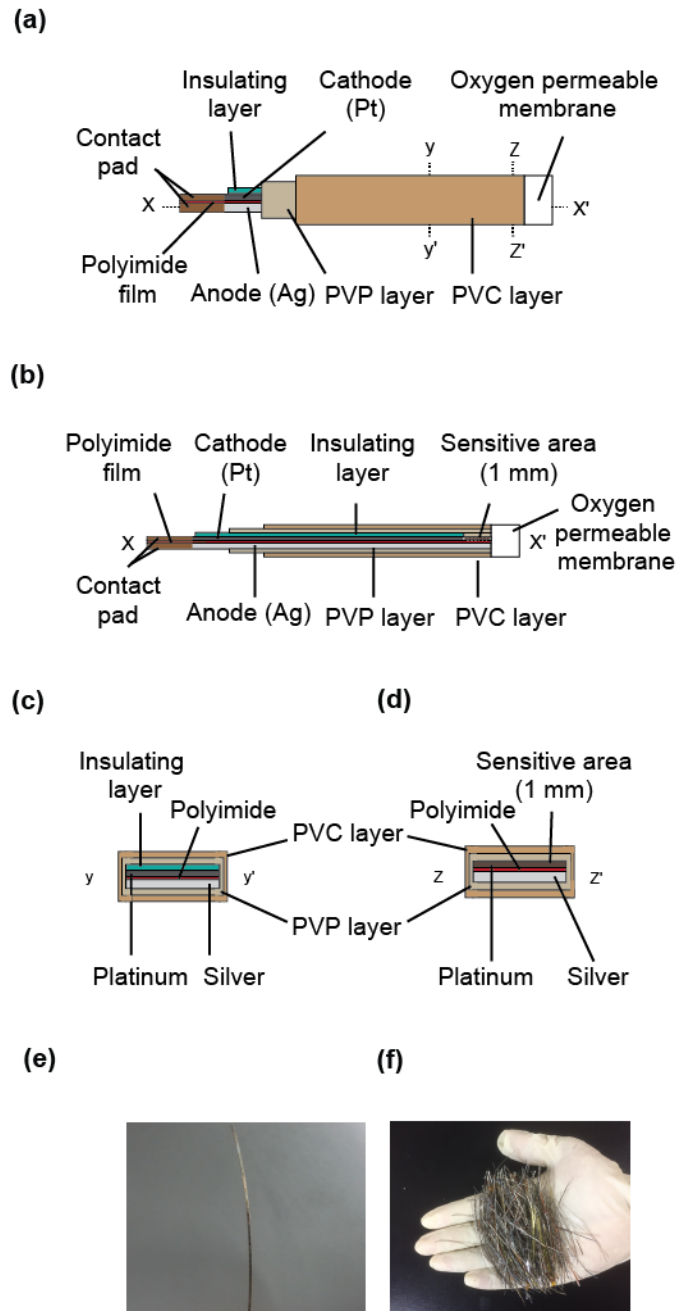 (a)
Insulating
layer
Cathode
(Pt)
Oxygen permeable
membrane
Contact
pad
y
Z
X
X'
y'
Z'
Polyimide
film
Anode (Ag)
PVP layer
PVC layer
(b)
Polyimide
film
Cathode
(Pt)
Insulating
layer
Sensitive area
(1 mm)
Oxygen
permeable
membrane
X
X'
Contact
pad
Anode (Ag)
PVP layer
PVC layer
(c)
(d)
Insulating
layer
Polyimide
PVC layer
y
y'
PVP layer
Platinum
Silver
Sensitive area
(1 mm)
Polyimide
Z
Z'
Platinum
Silver
(e)
(f)